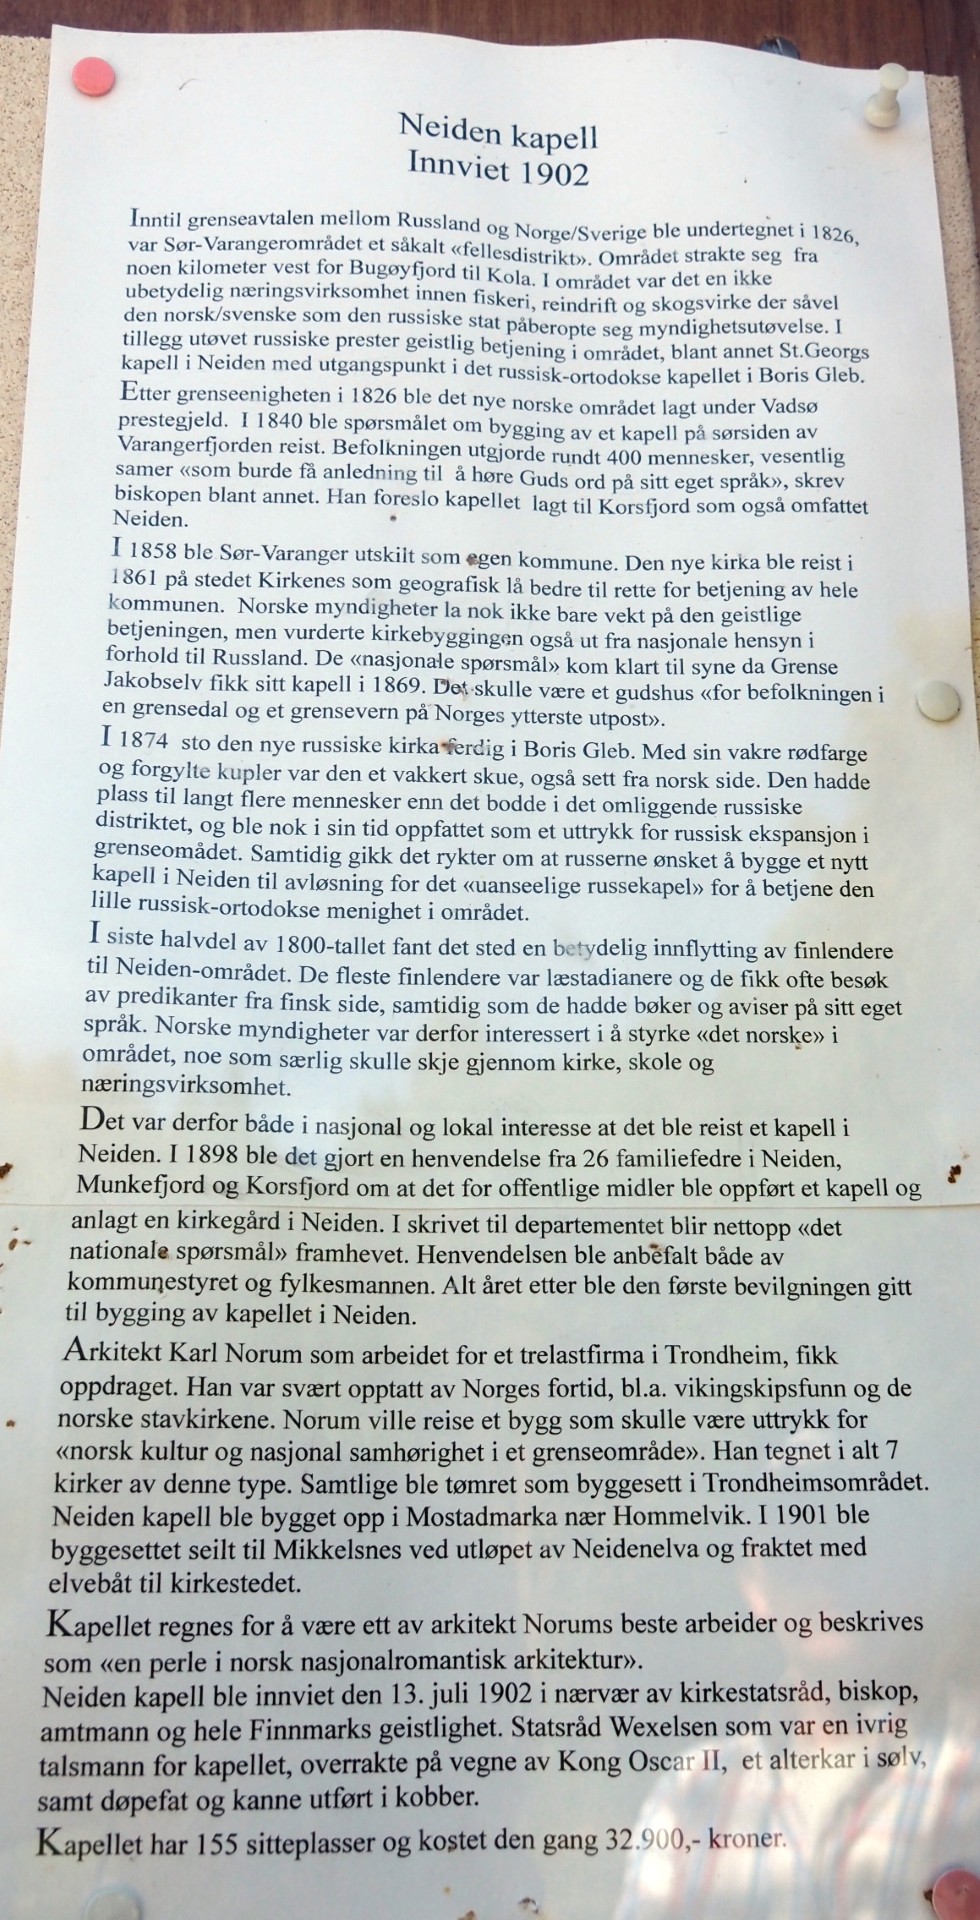 Neiden kapell
Innviet 1902
Inntil grenseavtalen mellom Russland og Norge/Sverige ble undertegnet i 1826,
var Sør-Varangerområdet et såkalt «fellesdistrikt». Området strakte seg fra
noen kilometer vest for Bugøyfjord til Kola. I området var det en ikke
ubetydelig næringsvirksomhet innen fiskeri, reindrift og skogsvirke der såvel
den norsk/svenske som den russiske stat påberopte seg myndighetsutøvelse. I
tillegg utøvet russiske prester geistlig betjening i området, blant annet St.Georgs
kapell i Neiden med utgangspunkt i det russisk-ortodokse kapellet i Boris Gleb.
Etter grenseenigheten i 1826 ble det nye norske området lagt under Vadsø
prestegjeld. I 1840 ble spørsmålet om bygging av et kapell på sørsiden av
Varangerfjorden reist. Befolkningen utgjorde rundt 400 mennesker, vesentlig
samer «som burde få anledning til å høre Guds ord på sitt eget språk», skrev
biskopen blant annet. Han foreslo kapellet lagt til Korsfjord som også omfattet
Neiden.
I 1858 ble Sør-Varanger utskilt som egen kommune. Den nye kirka ble reist i
1861 på stedet Kirkenes som geografisk lå bedre til rette for betjening av hele
kommunen. Norske myndigheter la nok ikke bare vekt på den geistlige
betjeningen, men vurderte kirkebyggingen også ut fra nasjonale hensyn i
forhold til Russland. De «nasjonale spørsmål» kom klart til syne da Grense
Jakobselv fikk sitt kapell i 1869. Det skulle være et gudshus «for befolkningen i
en grensedal og et grensevern på Norges ytterste utpost».
I 1874 sto den nye russiske kirka ferdig i Boris Gleb. Med sin vakre rødfarge
og forgylte kupler var den et vakkert skue, også sett fra norsk side. Den hadde
plass til langt flere mennesker enn det bodde i det omliggende russiske
distriktet, og ble nok i sin tid oppfattet som et uttrykk for russisk ekspansjon i
grenseomådet. Samtidig gikk det rykter om at russerne ønsket å bygge et nytt
kapell i Neiden til avløsning for det «uanseelige russekapel» for å betjene den
lille russisk-ortodokse menighet i området.
I siste halvdel av 1800-tallet fant det sted en betydelig innflytting av finlendere
til Neiden-området. De fleste finlendere var læstadianere og de fikk ofte besøk
av predikanter fra finsk side, samtidig som de hadde bøker og aviser på sitt eget
språk. Norske myndigheter var derfor interessert i å styrke «det norske» i
området, noe som særlig skulle skje gjennom kirke, skole og
næringsvirksomhet.
Det var derfor både i nasjonal og lokal interesse at det ble reist et kapell i
Neiden. I 1898 ble det gjort en henvendelse fra 26 familiefedre i Neiden,
Munkefjord og Korsfjord om at det for offentlige midler ble oppført et kapell og
anlagt en kirkegård i Neiden. I skrivet til departementet blir nettopp «det
nationale spørsmål» framhevet. Henvendelsen ble anbefalt både av
kommunestyret og fylkesmannen. Alt året etter ble den første bevilgningen gitt
til bygging av kapellet i Neiden.
Arkitekt Karl Norum som arbeidet for et trelastfirma i Trondheim, fikk
oppdraget. Han var svært opptatt av Norges fortid, bl.a. vikingskipsfunn og de
norske stavkirkene. Norum ville reise et bygg som skulle være uttrykk for
«norsk kultur og nasjonal samhørighet i et grenseområde». Han tegnet i alt 7
kirker av denne type. Samtlige ble tømret som byggesett i Trondheimsområdet.
Neiden kapell ble bygget opp i Mostadmarka nær Hommelvik. I 1901 ble
byggesettet seilt til Mikkelsnes ved utløpet av Neidenelva og fraktet med
elvebåt til kirkestedet.
Kapellet regnes for å være ett av arkitekt Norums beste arbeider og beskrives
som «en perle i norsk nasjonalromantisk arkitektur».
Neiden kapell ble innviet den 13. juli 1902 i nærvær av kirkestatsråd, biskop,
amtmann og hele Finnmarks geistlighet. Statsråd Wexelsen som var en ivrig
talsmann for kapellet, overrakte på vegne av Kong Oscar II, et alterkar i sølv,
samt døpefat og kanne utført i kobber.
Kapellet har 155 sitteplasser og kostet den gang 32.900,- kroner.